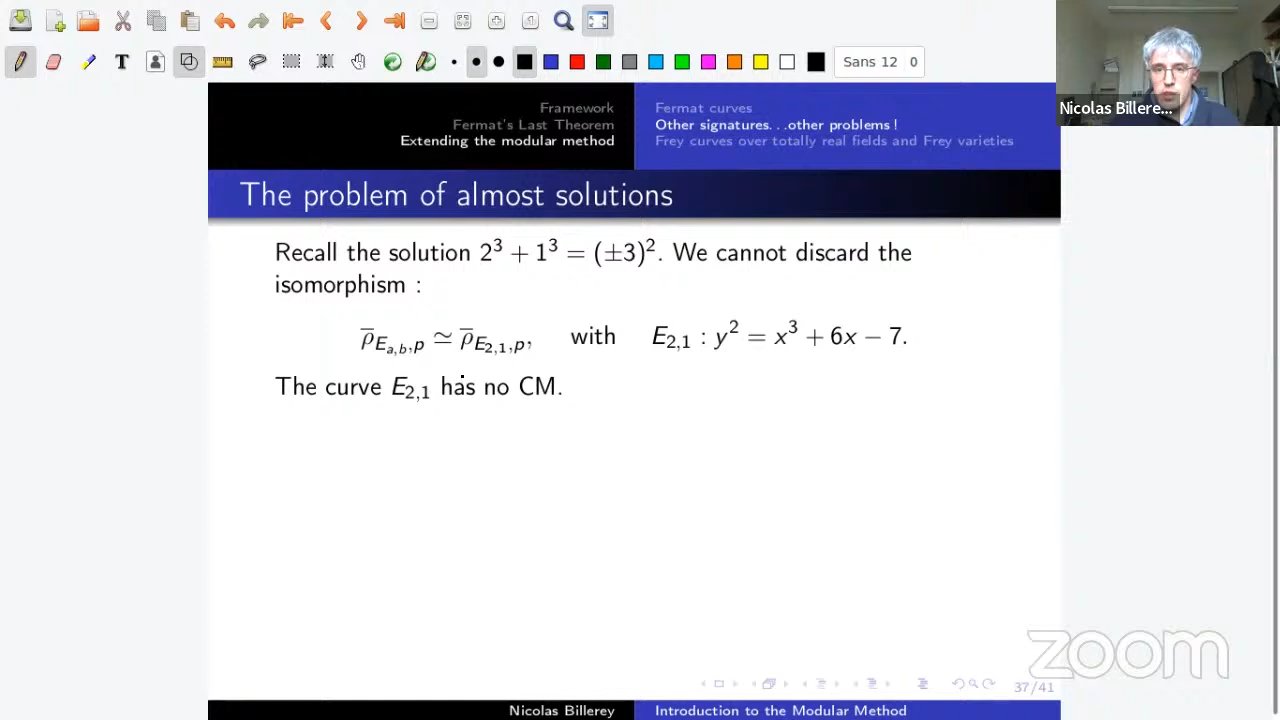 Sans 12 0
Nicolas Billere...
Framework
Fermat's Last Theorem
Extending the modular method
Fermat curves
Other signatures...other problems !
Frey curves over totally real fields and Frey varieties
The problem of almost solutions
Recall the solution 2³ + 1³ = (±3)². We cannot discard the
isomorphism :
ρ̅_{E_{a,b},p} ≃ ρ̅_{E_{2,1},p}, with E_{2,1} : y² = x³ + 6x − 7.
The curve E_{2,1} has no CM.
zoom
37/41
Nicolas Billerey
Introduction to the Modular Method